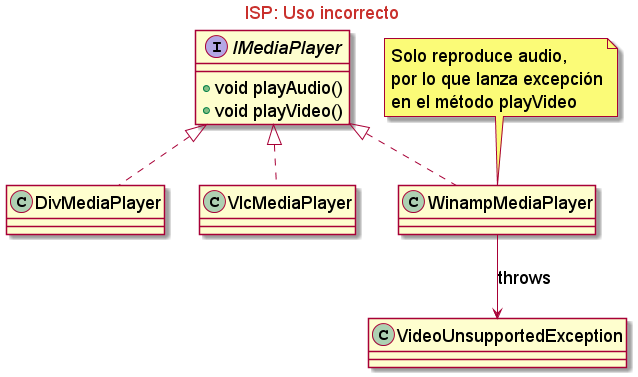 ISP: Uso incorrecto
I IMediaPlayer
void playAudio()
void playVideo()
Solo reproduce audio,
por lo que lanza excepción
en el método playVideo
C DivMediaPlayer
C VlcMediaPlayer
C WinampMediaPlayer
throws
C VideoUnsupportedException